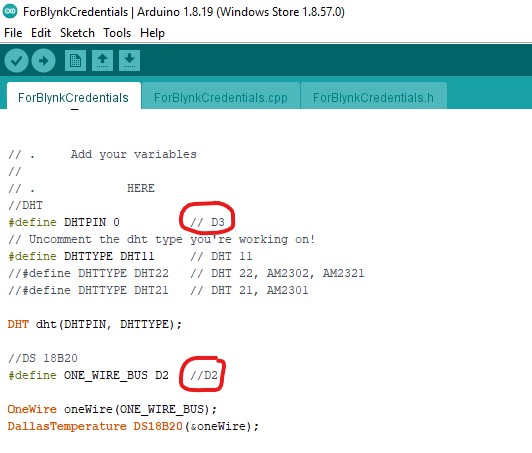 ForBlynkCredentials | Arduino 1.8.19 (Windows Store 1.8.57.0)
File Edit Sketch Tools Help
ForBlynkCredentials ForBlynkCredentials.cpp ForBlynkCredentials.h
// . Add your variables
//
// . HERE
//DHT
#define DHTPIN 0 // D3
// Uncomment the dht type you're working on!
#define DHTTYPE DHT11 // DHT 11
//#define DHTTYPE DHT22 // DHT 22, AM2302, AM2321
//#define DHTTYPE DHT21 // DHT 21, AM2301
DHT dht(DHTPIN, DHTTYPE);
//DS 18B20
#define ONE_WIRE_BUS D2 //D2
OneWire oneWire(ONE_WIRE_BUS);
DallasTemperature DS18B20(&oneWire);